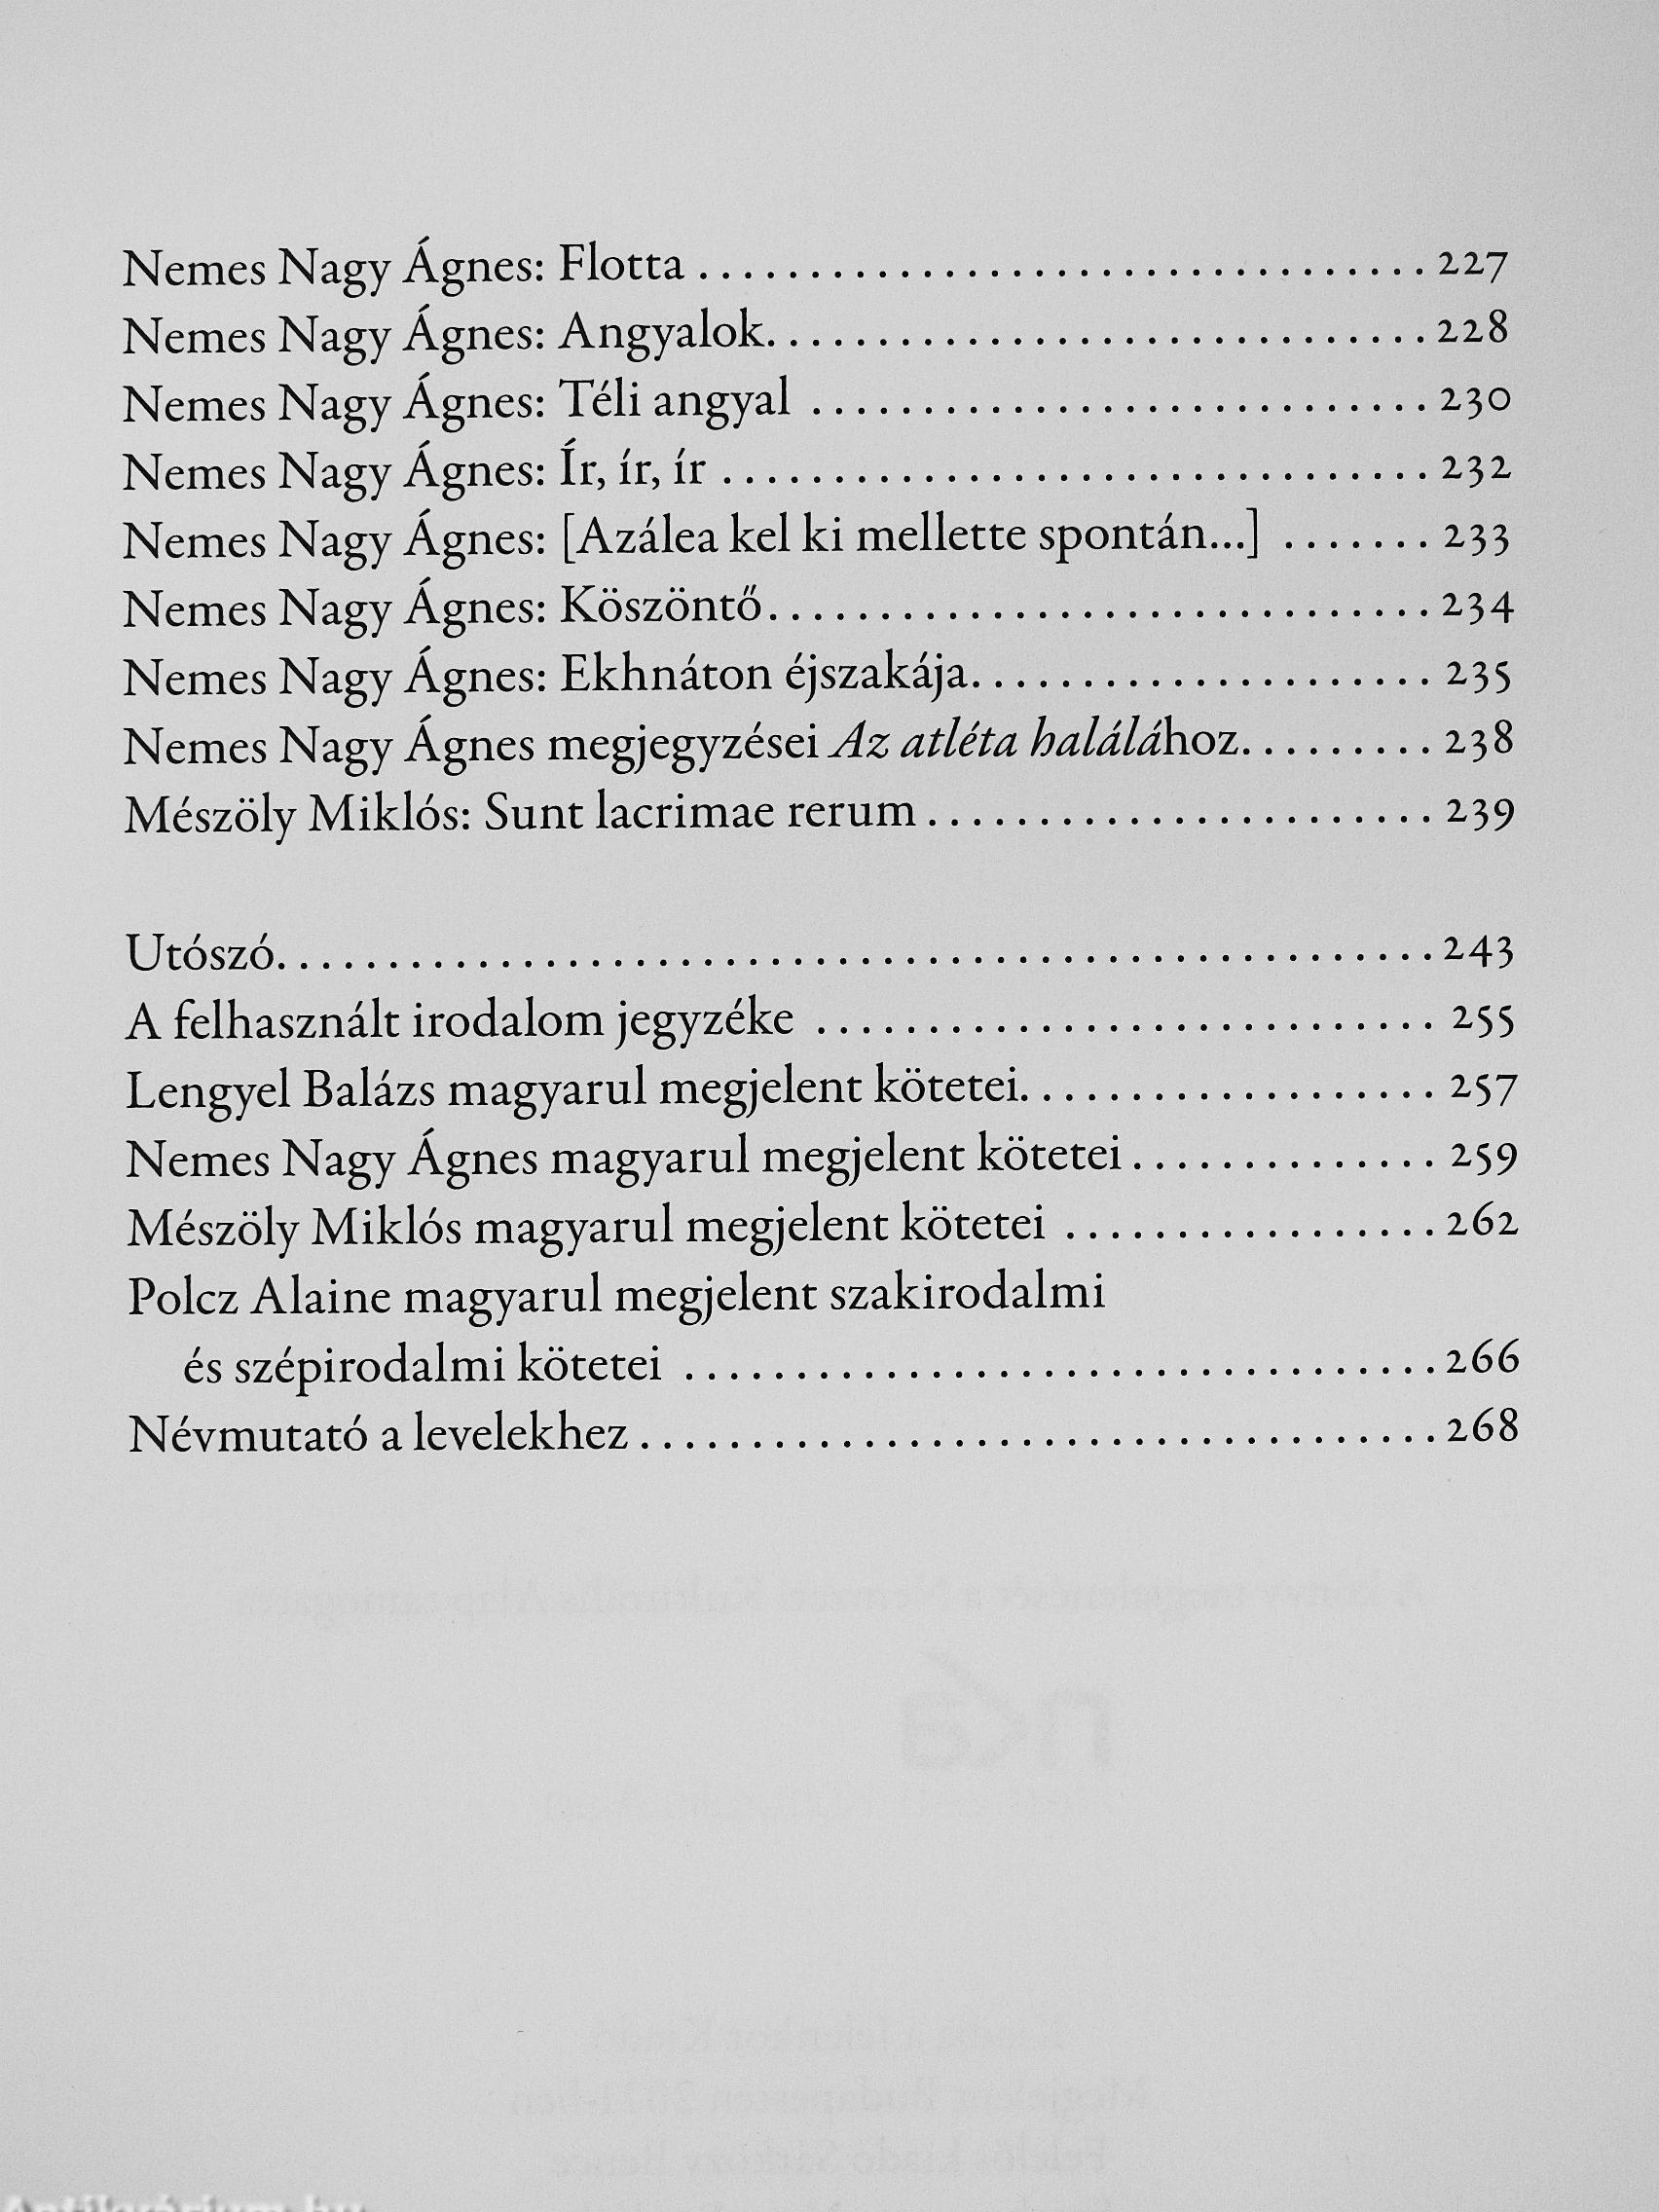 Nemes Nagy Ágnes: Flotta . . . . . . . . . . . . . . . . . . . . . . . . . . . . . . . . . 227
Nemes Nagy Ágnes: Angyalok. . . . . . . . . . . . . . . . . . . . . . . . . . . . . . 228
Nemes Nagy Ágnes: Téli angyal . . . . . . . . . . . . . . . . . . . . . . . . . . . . 230
Nemes Nagy Ágnes: Ír, ír, ír . . . . . . . . . . . . . . . . . . . . . . . . . . . . . . . . 232
Nemes Nagy Ágnes: [Azálea kel ki mellette spontán...] . . . . . . . 233
Nemes Nagy Ágnes: Köszöntő. . . . . . . . . . . . . . . . . . . . . . . . . . . . . . 234
Nemes Nagy Ágnes: Ekhnáton éjszakája. . . . . . . . . . . . . . . . . . . . . 235
Nemes Nagy Ágnes megjegyzései Az atléta halálához. . . . . . . . . 238
Mészöly Miklós: Sunt lacrimae rerum . . . . . . . . . . . . . . . . . . . . . . . 239
Utószó. . . . . . . . . . . . . . . . . . . . . . . . . . . . . . . . . . . . . . . . . . . . . . . . . . . . 243
A felhasznált irodalom jegyzéke . . . . . . . . . . . . . . . . . . . . . . . . . . . . 255
Lengyel Balázs magyarul megjelent kötetei. . . . . . . . . . . . . . . . . . . 257
Nemes Nagy Ágnes magyarul megjelent kötetei . . . . . . . . . . . . . . 259
Mészöly Miklós magyarul megjelent kötetei . . . . . . . . . . . . . . . . . 262
Polcz Alaine magyarul megjelent szakirodalmi
és szépirodalmi kötetei . . . . . . . . . . . . . . . . . . . . . . . . . . . . . . . . . . 266
Névmutató a levelekhez . . . . . . . . . . . . . . . . . . . . . . . . . . . . . . . . . . . . 268